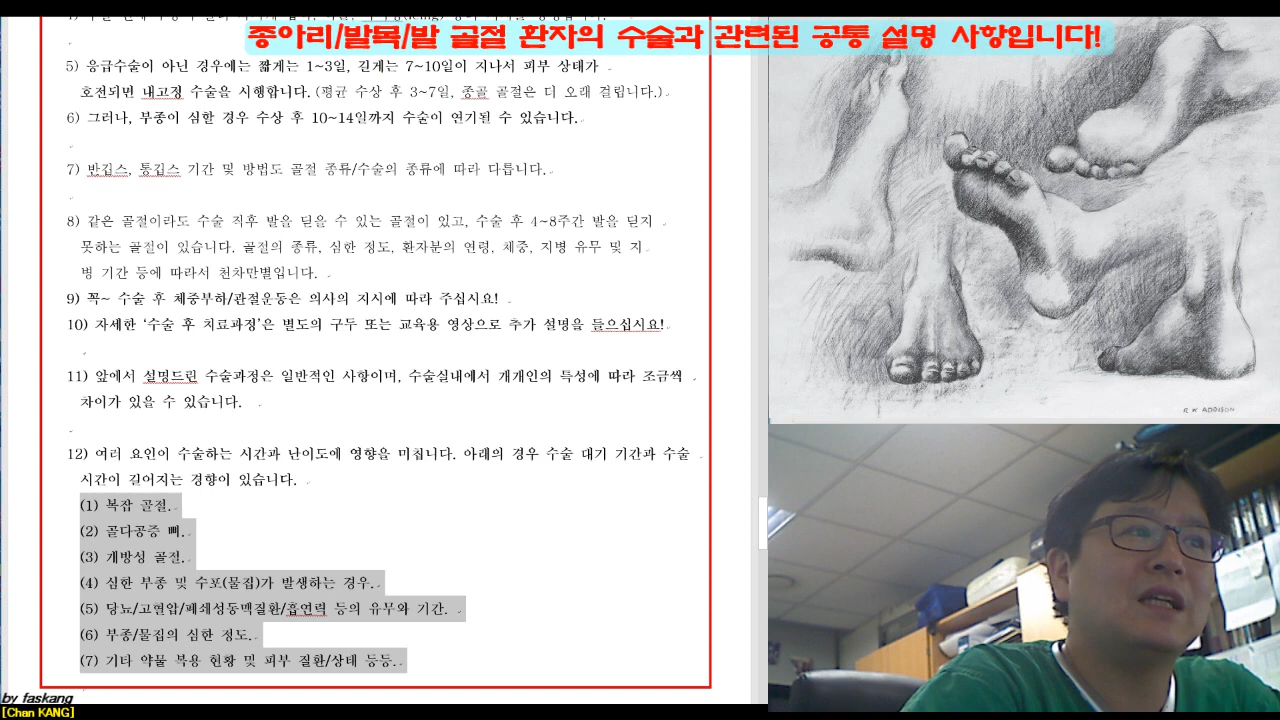 종아리/발목/발 골절 환자의 수술과 관련된 공통 설명 사항입니다!
5) 응급수술이 아닌 경우에는 짧게는 1~3일, 길게는 7~10일이 지나서 피부 상태가
호전되면 내고정 수술을 시행합니다. (평균 수상 후 3~7일, 종골 골절은 더 오래 걸립니다.)
6) 그러나, 부종이 심할 경우 수상 후 10~14일까지 수술이 연기될 수 있습니다.
7) 반깁스, 통깁스 기간 및 방법도 골절 종류/수술의 종류에 따라 다릅니다.
8) 같은 골절이라도 수술 직후 발을 딛을 수 있는 골절이 있고, 수술 후 4~8주간 발을 딛지
못하는 골절이 있습니다. 골절의 종류, 심한 정도, 환자분의 연령, 체중, 지병 유무 및 지
병 기간 등에 따라서 천차만별입니다.
9) 꼭~ 수술 후 체중부하/관절운동은 의사의 지시에 따라 주십시요!
10) 자세한 '수술 후 치료과정'은 별도의 구두 또는 교육용 영상으로 추가 설명을 들으십시요!
11) 앞에서 설명드린 수술과정은 일반적인 사항이며, 수술실내에서 개개인의 특성에 따라 조금씩
차이가 있을 수 있습니다.
12) 여러 요인이 수술하는 시간과 난이도에 영향을 미칩니다. 아래의 경우 수술 대기 기간과 수술
시간이 길어지는 경향이 있습니다.
(1) 복잡 골절.
(2) 골다공증 뼈.
(3) 개방성 골절.
(4) 심한 부종 및 수포(물집)가 발생하는 경우.
(5) 당뇨/고혈압/폐쇄성동맥질환/흡연력 등의 유무와 기간.
(6) 부종/물집의 심한 정도.
(7) 기타 약물 복용 현황 및 피부 질환/상태 등등.
R W ADDISON
by faskang
[Chan KANG]